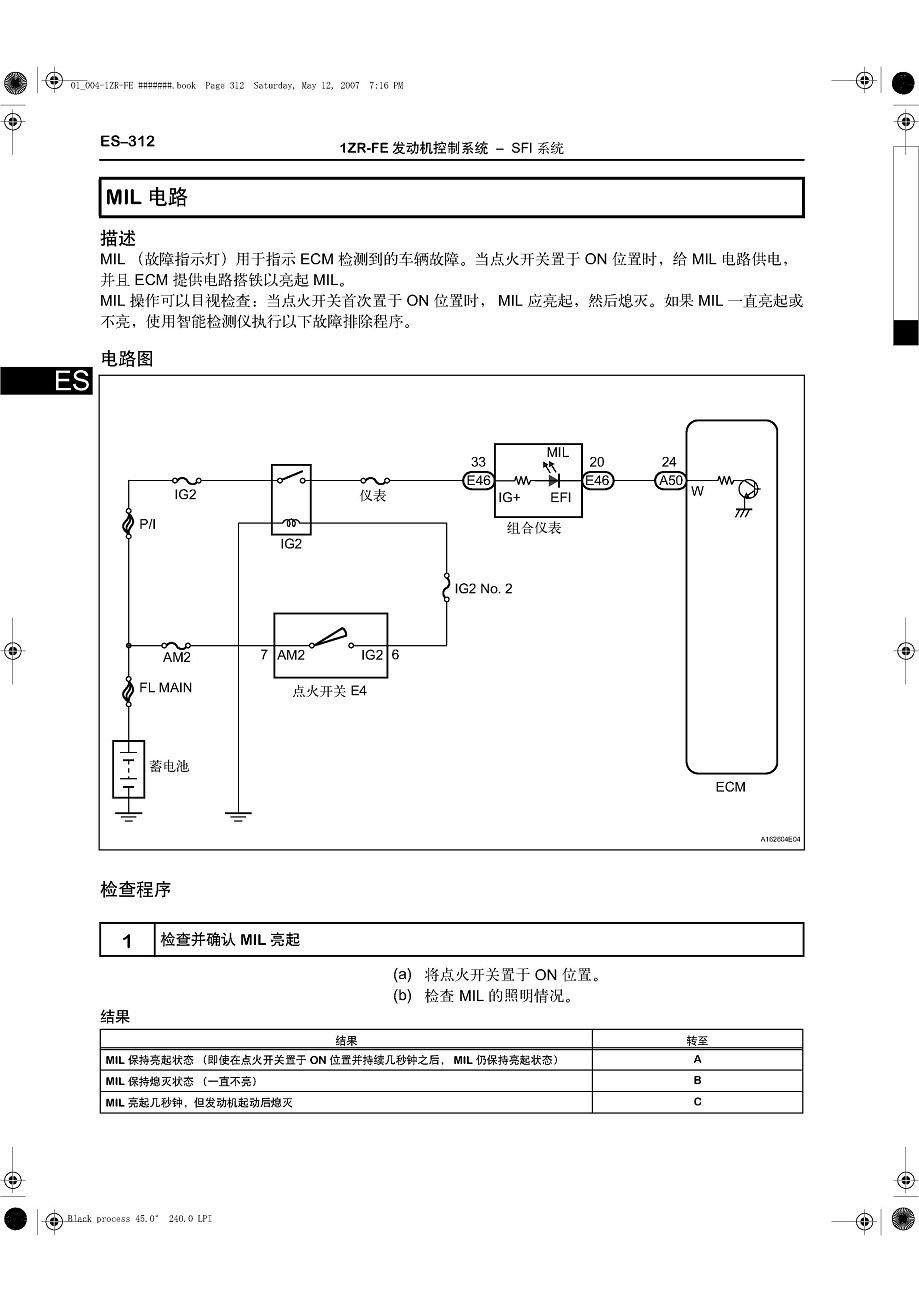 01_004-1ZR-FE #######.book Page 312 Saturday, May 12, 2007 7:16 PM
ES–312
1ZR-FE 发动机控制系统 – SFI 系统
MIL 电路
描述
MIL （故障指示灯）用于指示 ECM 检测到的车辆故障。当点火开关置于 ON 位置时，给 MIL 电路供电，
并且 ECM 提供电路搭铁以亮起 MIL。
MIL 操作可以目视检查：当点火开关首次置于 ON 位置时， MIL 应亮起，然后熄灭。如果 MIL 一直亮起或
不亮，使用智能检测仪执行以下故障排除程序。
电路图
ES
MIL
33
20
24
E46
E46
A50
IG2
仪表
IG+
EFI
W
P/I
组合仪表
IG2
IG2 No. 2
AM2
7
AM2
IG2
6
FL MAIN
点火开关 E4
蓄电池
ECM
A162604E04
检查程序
1
检查并确认 MIL 亮起
(a) 将点火开关置于 ON 位置。
(b) 检查 MIL 的照明情况。
结果
结果 转至
MIL 保持亮起状态 （即使在点火开关置于 ON 位置并持续几秒钟之后， MIL 仍保持亮起状态） A
MIL 保持熄灭状态 （一直不亮） B
MIL 亮起几秒钟，但发动机起动后熄灭 C
Black process 45.0° 240.0 LPI